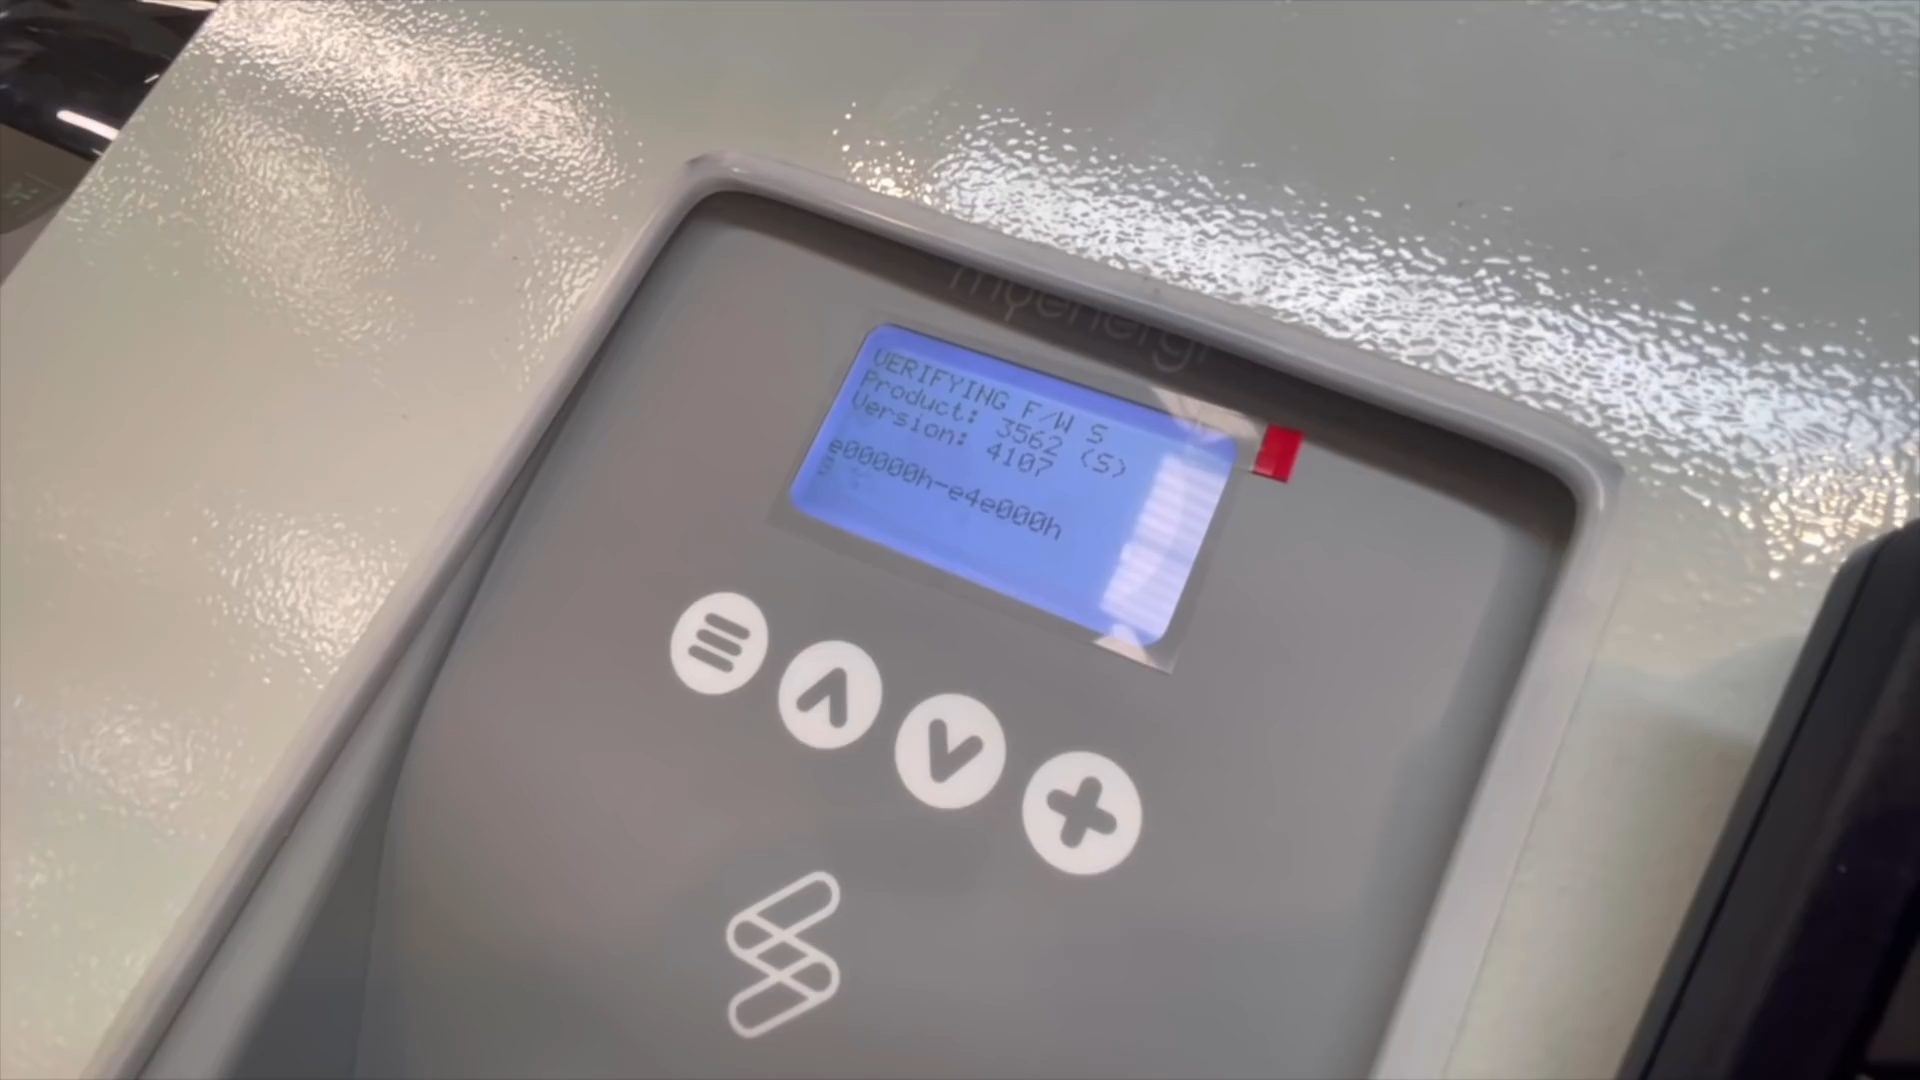 myenergi
VERIFYING F/W S
Product: 3562 (S)
Version: 4107
e00000h-e4e000h